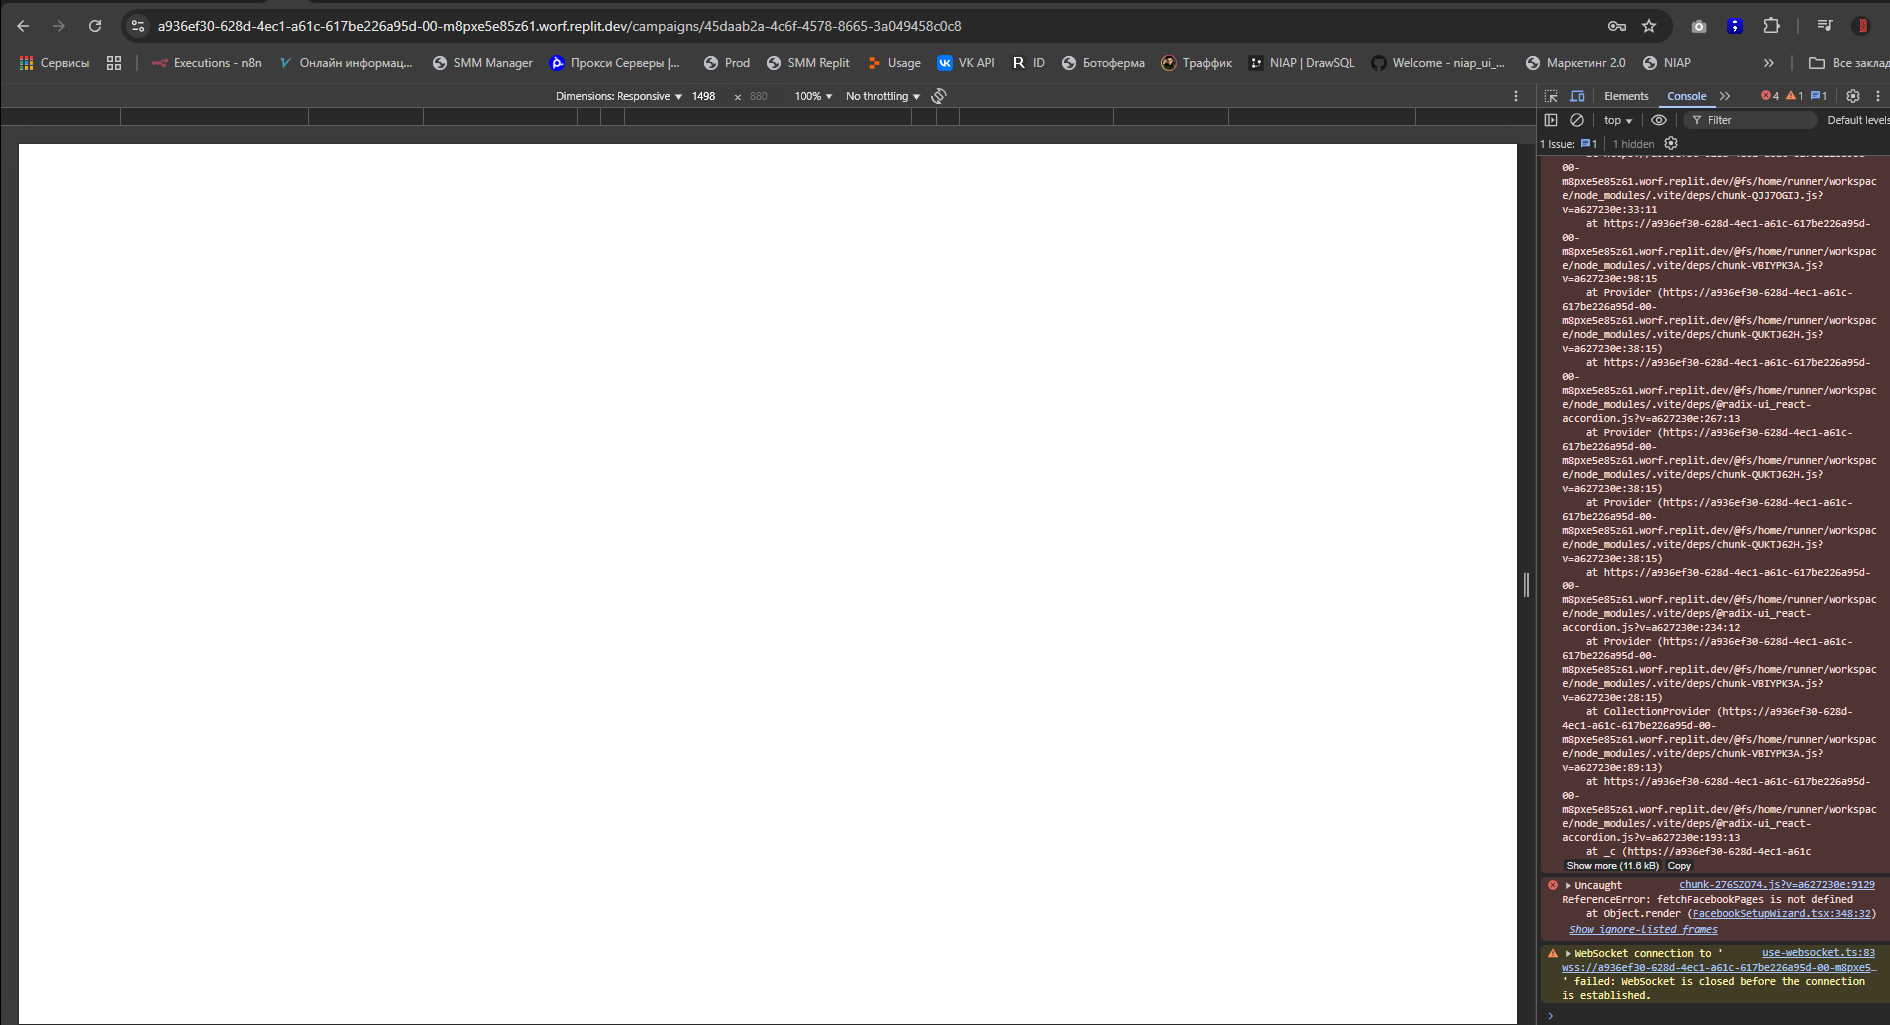 a936ef30-628d-4ec1-a61c-617be226a95d-00-m8pxe5e85z61.worf.replit.dev/campaigns/45daab2a-4c6f-4578-8665-3a049458c0c8
Сервисы
Executions - n8n
Онлайн информац...
SMM Manager
Прокси Серверы |...
Prod
SMM Replit
Usage
VK API
ID
Ботоферма
Траффик
NIAP | DrawSQL
Welcome - niap_ui_...
Маркетинг 2.0
NIAP
»
Все заклад
Dimensions: Responsive
1498
x
880
100%
No throttling
Elements
Console
»
4
1
1
top
Filter
Default levels
1 Issue:
1
1 hidden
00-
m8pxe5e85z61.worf.replit.dev/@fs/home/runner/workspac
e/node_modules/.vite/deps/chunk-QJJ7OGIJ.js?
v=a627230e:33:11
at https://a936ef30-628d-4ec1-a61c-617be226a95d-
00-
m8pxe5e85z61.worf.replit.dev/@fs/home/runner/workspac
e/node_modules/.vite/deps/chunk-VBIYPK3A.js?
v=a627230e:98:15
at Provider (https://a936ef30-628d-4ec1-a61c-
617be226a95d-00-
m8pxe5e85z61.worf.replit.dev/@fs/home/runner/workspac
e/node_modules/.vite/deps/chunk-QUKTJ62H.js?
v=a627230e:38:15)
at https://a936ef30-628d-4ec1-a61c-617be226a95d-
00-
m8pxe5e85z61.worf.replit.dev/@fs/home/runner/workspac
e/node_modules/.vite/deps/@radix-ui_react-
accordion.js?v=a627230e:267:13
at Provider (https://a936ef30-628d-4ec1-a61c-
617be226a95d-00-
m8pxe5e85z61.worf.replit.dev/@fs/home/runner/workspac
e/node_modules/.vite/deps/chunk-QUKTJ62H.js?
v=a627230e:38:15)
at Provider (https://a936ef30-628d-4ec1-a61c-
617be226a95d-00-
m8pxe5e85z61.worf.replit.dev/@fs/home/runner/workspac
e/node_modules/.vite/deps/chunk-QUKTJ62H.js?
v=a627230e:38:15)
at https://a936ef30-628d-4ec1-a61c-617be226a95d-
00-
m8pxe5e85z61.worf.replit.dev/@fs/home/runner/workspac
e/node_modules/.vite/deps/@radix-ui_react-
accordion.js?v=a627230e:234:12
at Provider (https://a936ef30-628d-4ec1-a61c-
617be226a95d-00-
m8pxe5e85z61.worf.replit.dev/@fs/home/runner/workspac
e/node_modules/.vite/deps/chunk-VBIYPK3A.js?
v=a627230e:28:15)
at CollectionProvider (https://a936ef30-628d-
4ec1-a61c-617be226a95d-00-
m8pxe5e85z61.worf.replit.dev/@fs/home/runner/workspac
e/node_modules/.vite/deps/chunk-VBIYPK3A.js?
v=a627230e:89:13)
at https://a936ef30-628d-4ec1-a61c-617be226a95d-
00-
m8pxe5e85z61.worf.replit.dev/@fs/home/runner/workspac
e/node_modules/.vite/deps/@radix-ui_react-
accordion.js?v=a627230e:193:13
at _c (https://a936ef30-628d-4ec1-a61c
Show more (11.6 kB) Copy
Uncaught chunk-276SZO74.js?v=a627230e:9129
ReferenceError: fetchFacebookPages is not defined
at Object.render (FacebookSetupWizard.tsx:348:32)
Show ignore-listed frames
WebSocket connection to ' use-websocket.ts:83
wss://a936ef30-628d-4ec1-a61c-617be226a95d-00-m8pxe5…
' failed: WebSocket is closed before the connection
is established.